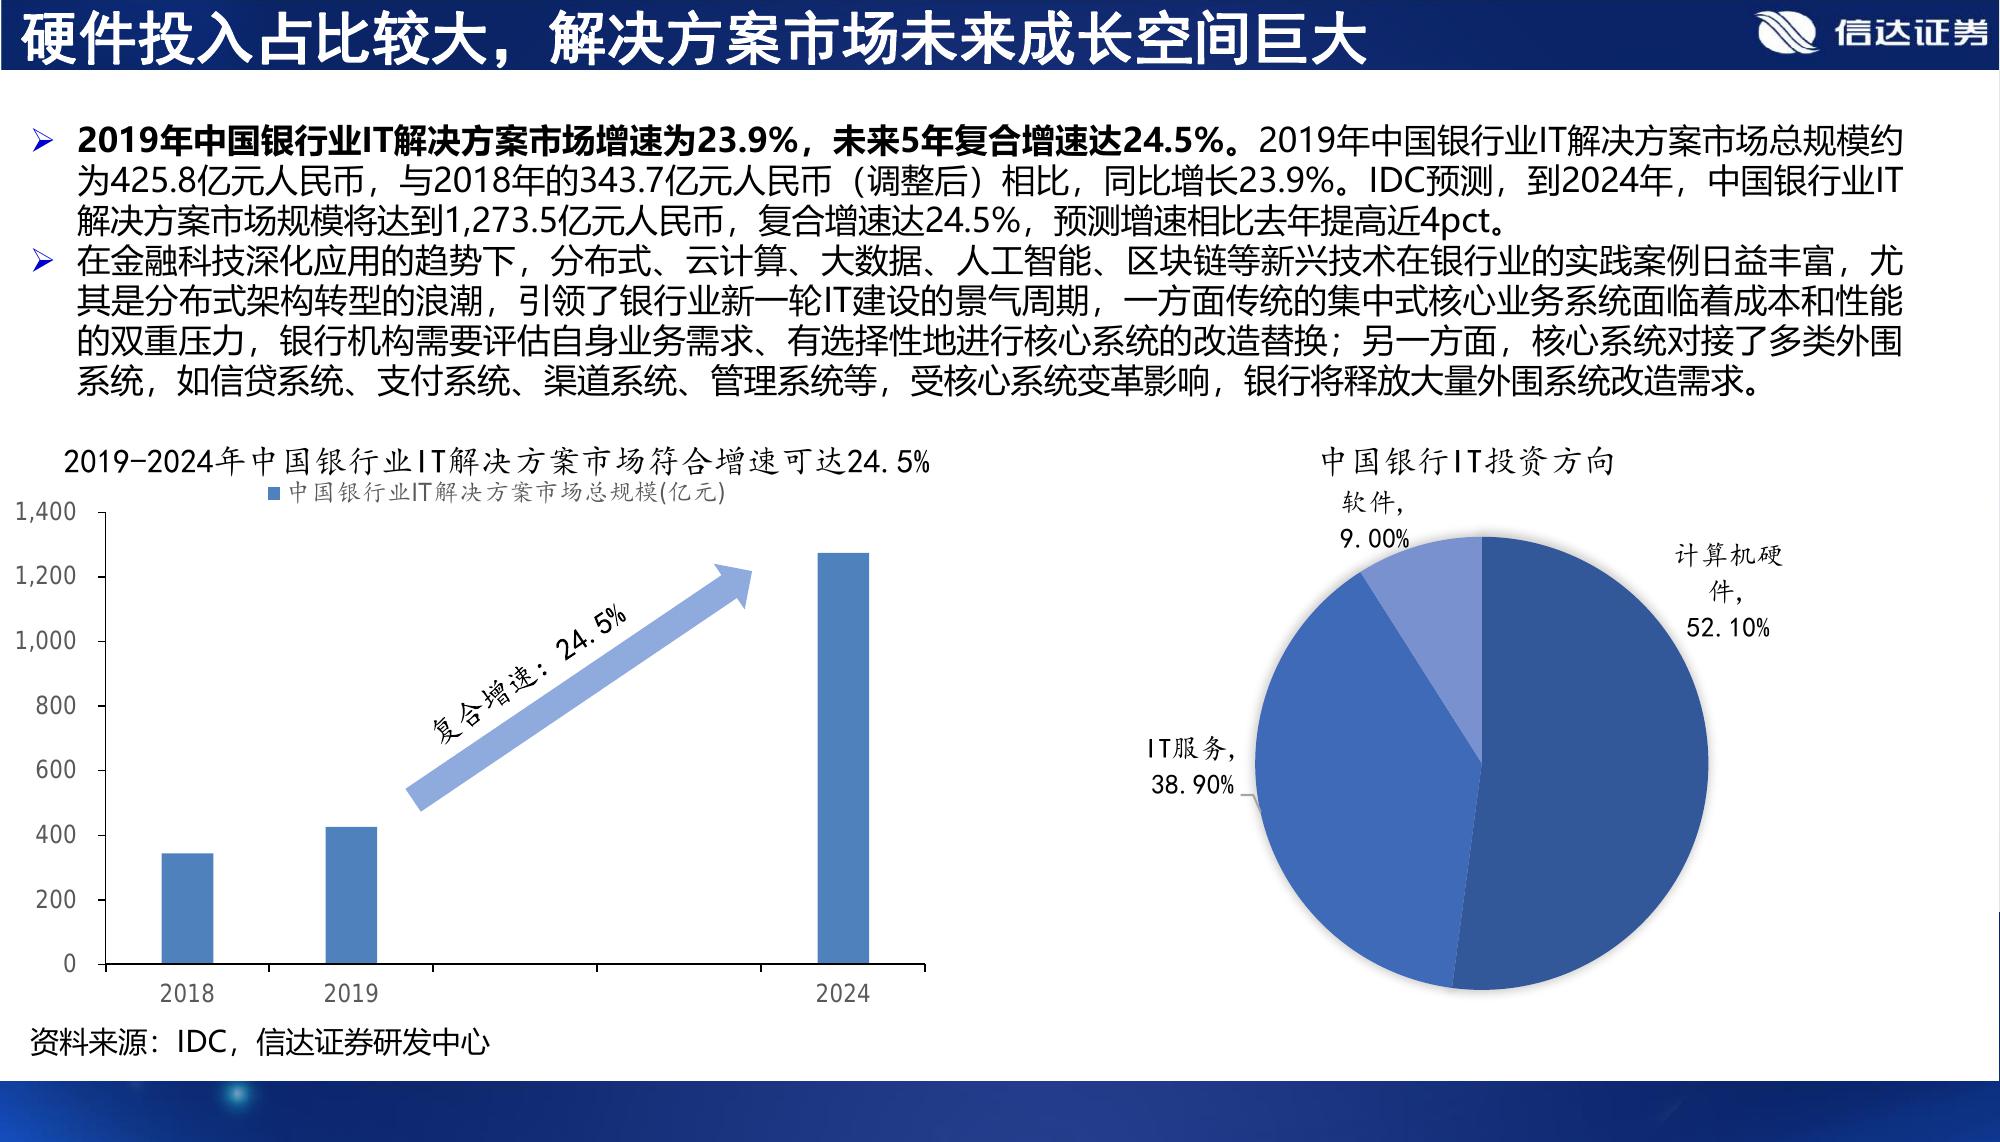 硬件投入占比较大，解决方案市场未来成长空间巨大
信达证券
2019年中国银行业IT解决方案市场增速为23.9%，未来5年复合增速达24.5%。2019年中国银行业IT解决方案市场总规模约
为425.8亿元人民币，与2018年的343.7亿元人民币（调整后）相比，同比增长23.9%。IDC预测，到2024年，中国银行业IT
解决方案市场规模将达到1,273.5亿元人民币，复合增速达24.5%，预测增速相比去年提高近4pct。
在金融科技深化应用的趋势下，分布式、云计算、大数据、人工智能、区块链等新兴技术在银行业的实践案例日益丰富，尤
其是分布式架构转型的浪潮，引领了银行业新一轮IT建设的景气周期，一方面传统的集中式核心业务系统面临着成本和性能
的双重压力，银行机构需要评估自身业务需求、有选择性地进行核心系统的改造替换；另一方面，核心系统对接了多类外围
系统，如信贷系统、支付系统、渠道系统、管理系统等，受核心系统变革影响，银行将释放大量外围系统改造需求。
2019-2024年中国银行业IT解决方案市场符合增速可达24.5%
中国银行业IT解决方案市场总规模(亿元)
1,400
1,200
1,000
800
600
400
200
0
复合增速：24.5%
2018
2019
2024
中国银行IT投资方向
软件,
9.00%
计算机硬
件,
52.10%
IT服务,
38.90%
资料来源：IDC，信达证券研发中心